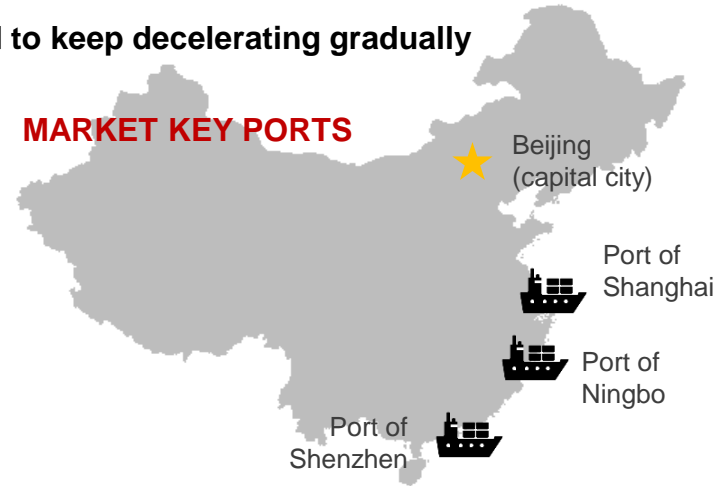 to keep decelerating gradually
MARKET KEY PORTS
Beijing
(capital city)
Port of
Shanghai
Port of
Ningbo
Port of
Shenzhen